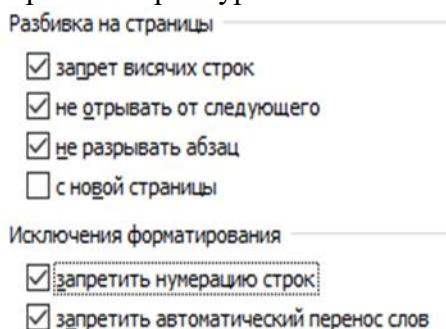 Разбивка на страницы
запрет висячих строк
не отрывать от следующего
не разрывать абзац
с новой страницы
Исключения форматирования
запретить нумерацию строк
запретить автоматический перенос слов